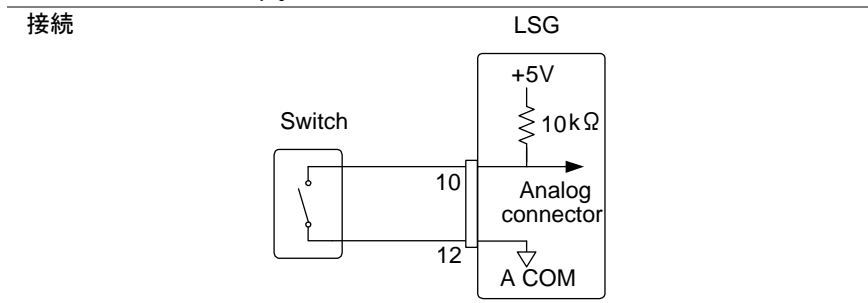 接続
LSG
+5V
10kΩ
Switch
10
Analog
connector
12
A COM